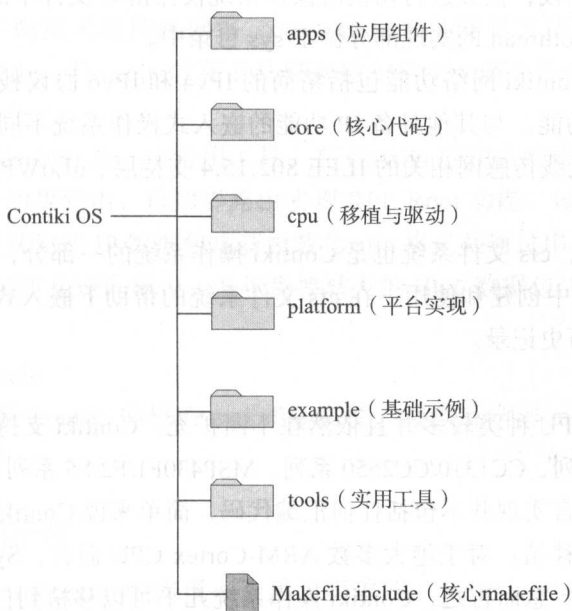 apps（应用组件）
core（核心代码）
Contiki OS
cpu（移植与驱动）
platform（平台实现）
example（基础示例）
tools（实用工具）
Makefile.include（核心makefile）